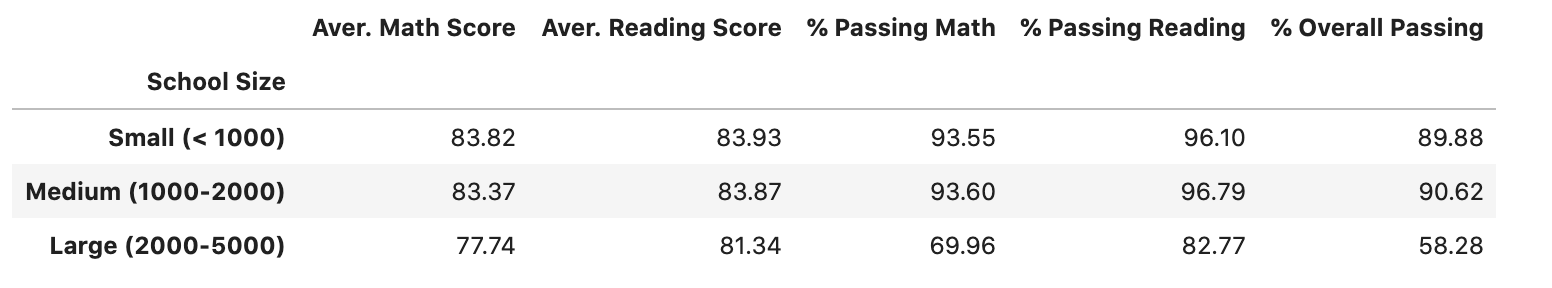 Aver. Math Score Aver. Reading Score % Passing Math % Passing Reading % Overall Passing
School Size
Small (< 1000) 83.82 83.93 93.55 96.10 89.88
Medium (1000-2000) 83.37 83.87 93.60 96.79 90.62
Large (2000-5000) 77.74 81.34 69.96 82.77 58.28